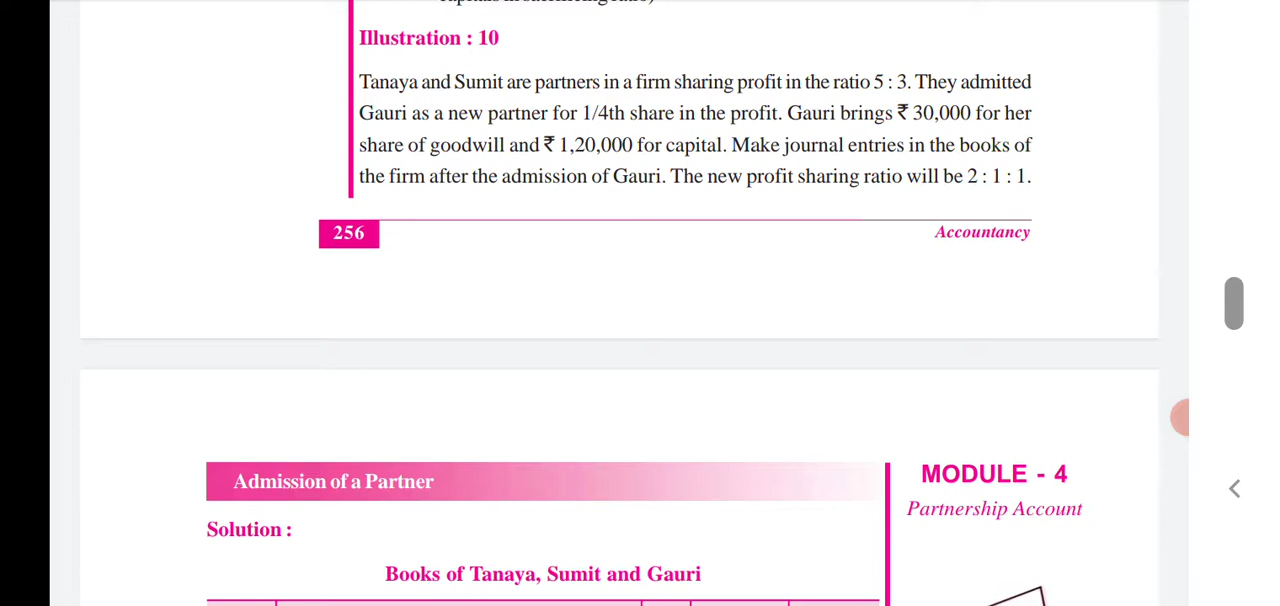 Illustration : 10
Tanaya and Sumit are partners in a firm sharing profit in the ratio 5 : 3. They admitted
Gauri as a new partner for 1/4th share in the profit. Gauri brings ₹ 30,000 for her
share of goodwill and ₹ 1,20,000 for capital. Make journal entries in the books of
the firm after the admission of Gauri. The new profit sharing ratio will be 2 : 1 : 1.
256
Accountancy
Admission of a Partner
MODULE - 4
Partnership Account
Solution :
Books of Tanaya, Sumit and Gauri